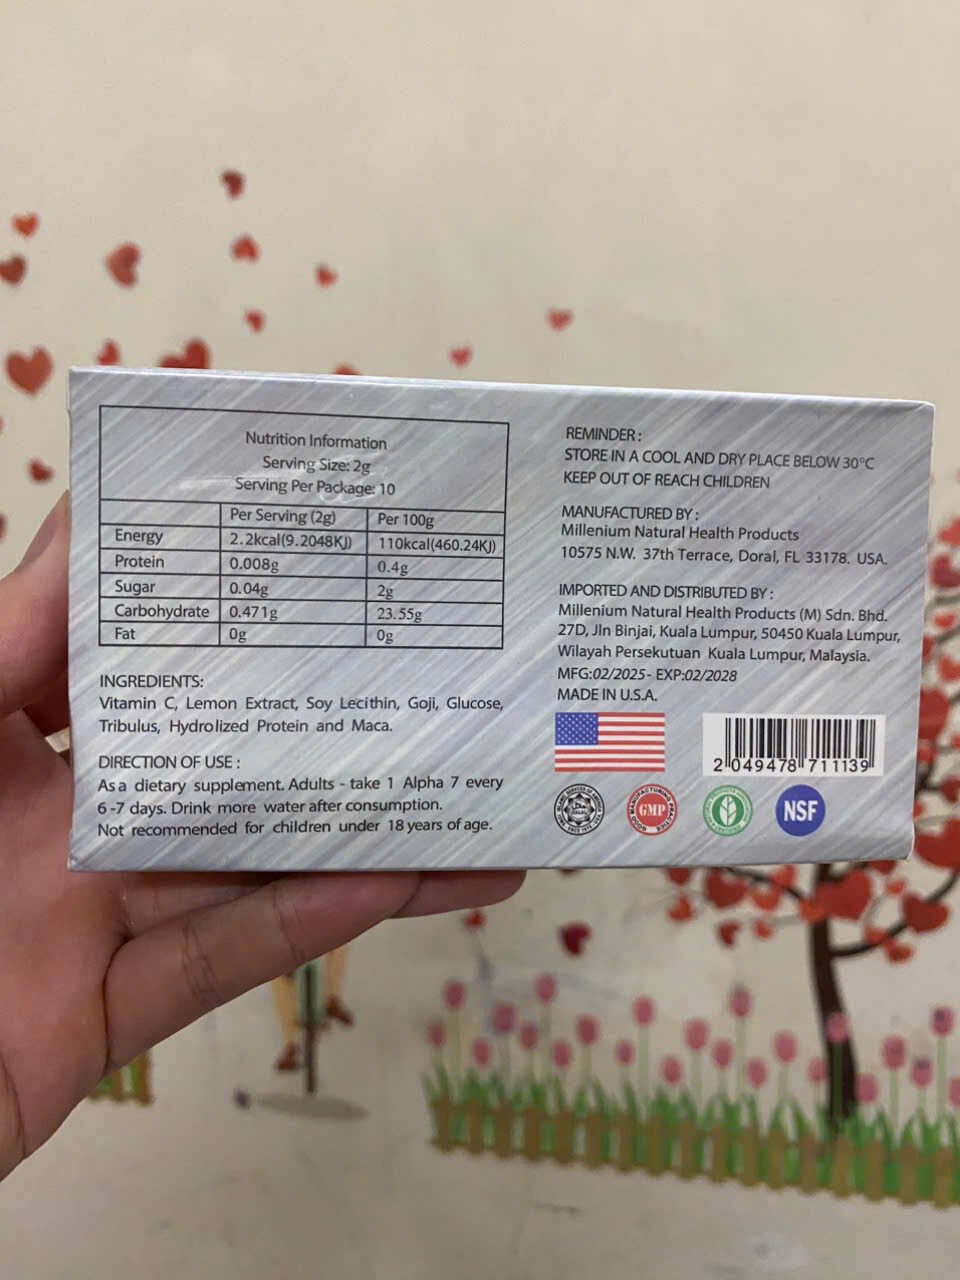 Nutrition Information
Serving Size: 2g
Serving Per Package: 10
Per Serving (2g) Per 100g
Energy 2.2kcal(9.2048KJ) 110kcal(460.24KJ)
Protein 0.008g 0.4g
Sugar 0.04g 2g
Carbohydrate 0.471g 23.55g
Fat 0g 0g
INGREDIENTS:
Vitamin C, Lemon Extract, Soy Lecithin, Goji, Glucose,
Tribulus, Hydrolized Protein and Maca.
DIRECTION OF USE :
As a dietary supplement. Adults - take 1 Alpha 7 every
6 -7 days. Drink more water after consumption.
Not recommended for children under 18 years of age.
REMINDER :
STORE IN A COOL AND DRY PLACE BELOW 30°C
KEEP OUT OF REACH CHILDREN
MANUFACTURED BY :
Millenium Natural Health Products
10575 N.W. 37th Terrace, Doral, FL 33178. USA.
IMPORTED AND DISTRIBUTED BY :
Millenium Natural Health Products (M) Sdn. Bhd.
27D, Jln Binjai, Kuala Lumpur, 50450 Kuala Lumpur,
Wilayah Persekutuan Kuala Lumpur, Malaysia.
MFG:02/2025- EXP:02/2028
MADE IN U.S.A.
2 049478 711139
GOOD MANUFACTURING PRACTICE
GMP
NSF